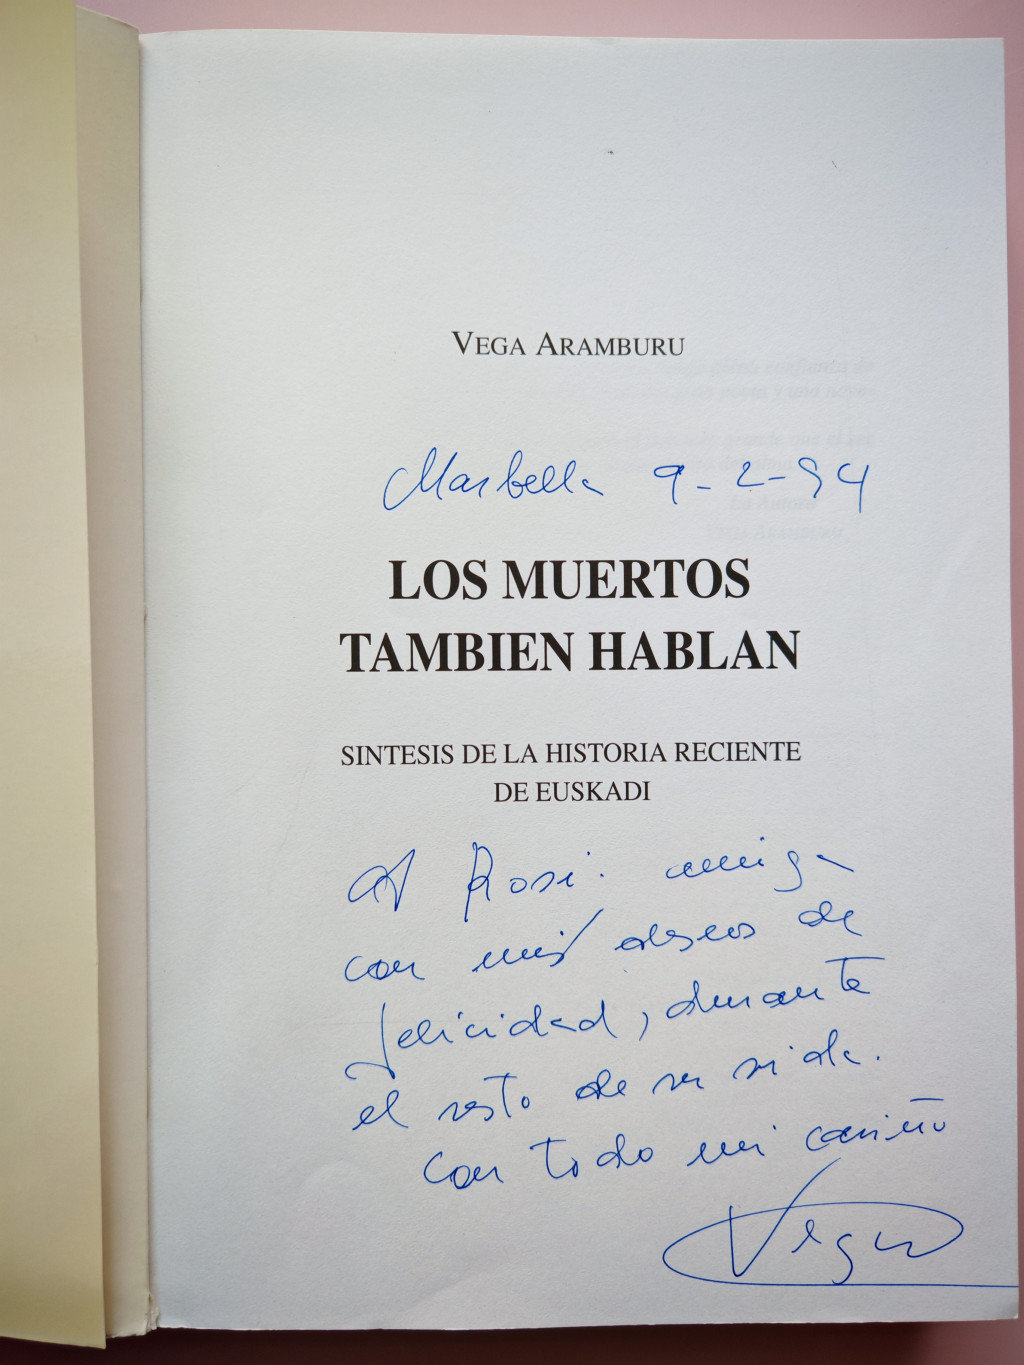 VEGA ARAMBURU
Marbella 9-2-94
LOS MUERTOS
TAMBIEN HABLAN
SINTESIS DE LA HISTORIA RECIENTE
DE EUSKADI
A Rosi: amiga
con mis deseos de
felicidad, durante
el resto de su vida.
con todo mi cariño
Vega